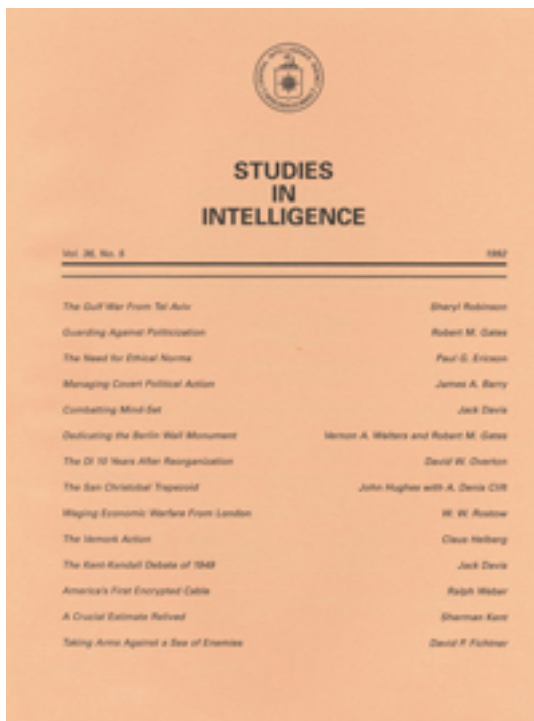 STUDIES
IN
INTELLIGENCE
Vol. 36, No. 5 1992
The Gulf War From Tel Aviv Sheryl Robinson
Guarding Against Politicization Robert M. Gates
The Need for Ethical Norms Paul G. Ericson
Managing Covert Political Action James A. Barry
Combatting Mind-Set Jack Davis
Dedicating the Berlin Wall Monument Vernon A. Walters and Robert M. Gates
The DI 10 Years After Reorganization David W. Overton
The San Christobal Trapezoid John Hughes with A. Denis Clift
Waging Economic Warfare From London W. W. Rostow
The Vemork Action Claus Helberg
The Kent-Kendall Debate of 1949 Jack Davis
America's First Encrypted Cable Ralph Weber
A Crucial Estimate Relived Sherman Kent
Taking Arms Against a Sea of Enemies David P. Fichtner